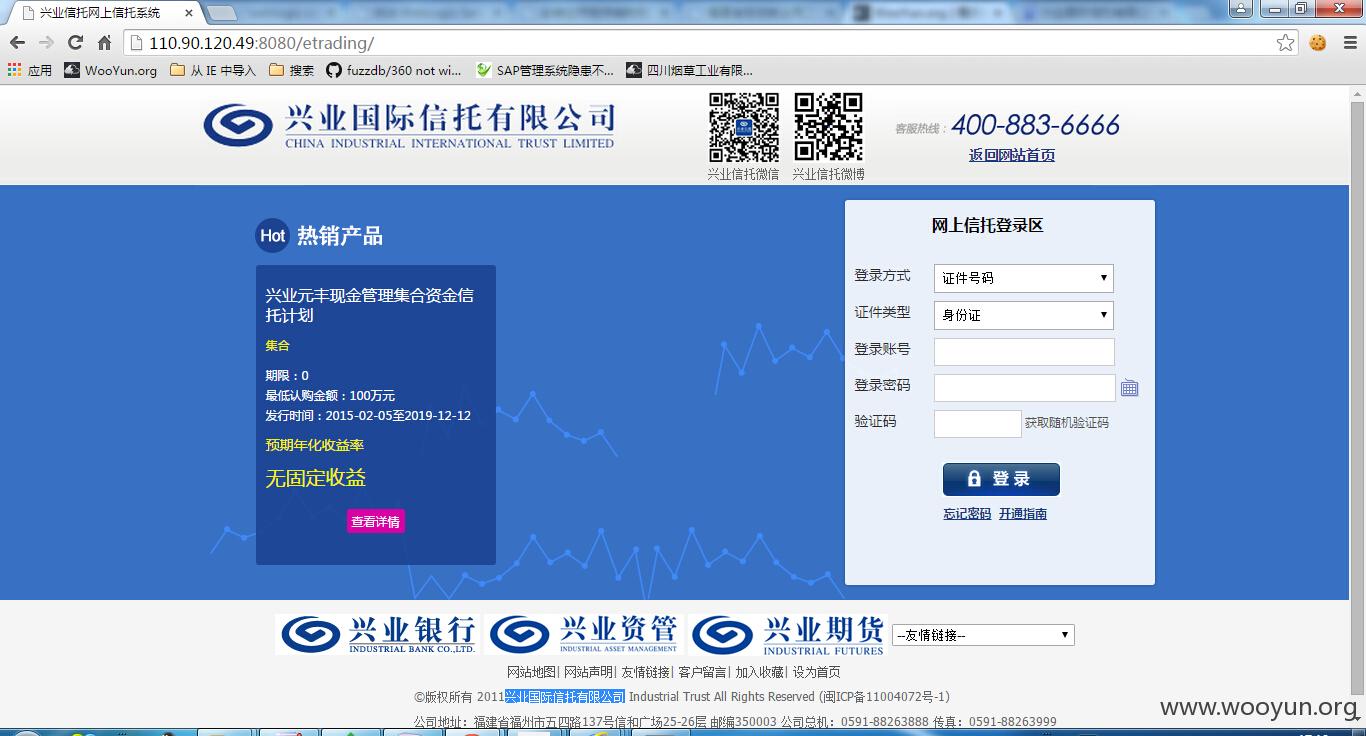 兴业信托网上信托系统
110.90.120.49:8080/etrading/
应用 WooYun.org 从 IE 中导入 搜索 fuzzdb/360 not wi... SAP管理系统隐患不... 四川烟草工业有限...
兴业国际信托有限公司
CHINA INDUSTRIAL INTERNATIONAL TRUST LIMITED
兴业信托微信 兴业信托微博
客服热线：400-883-6666
返回网站首页
Hot 热销产品
兴业元丰现金管理集合资金信
托计划
集合
期限：0
最低认购金额：100万元
发行时间：2015-02-05至2019-12-12
预期年化收益率
无固定收益
查看详情
网上信托登录区
登录方式 证件号码
证件类型 身份证
登录账号
登录密码
验证码 获取随机验证码
登 录
忘记密码 开通指南
兴业银行 兴业资管 兴业期货 --友情链接--
INDUSTRIAL BANK CO.,LTD. INDUSTRIAL ASSET MANAGEMENT INDUSTRIAL FUTURES
网站地图| 网站声明| 友情链接| 客户留言| 加入收藏| 设为首页
©版权所有 2011兴业国际信托有限公司 Industrial Trust All Rights Reserved (闽ICP备11004072号-1)
公司地址：福建省福州市五四路137号信和广场25-26层 邮编350003 公司总机：0591-88263888 传真：0591-88263999
www.wooyun.org